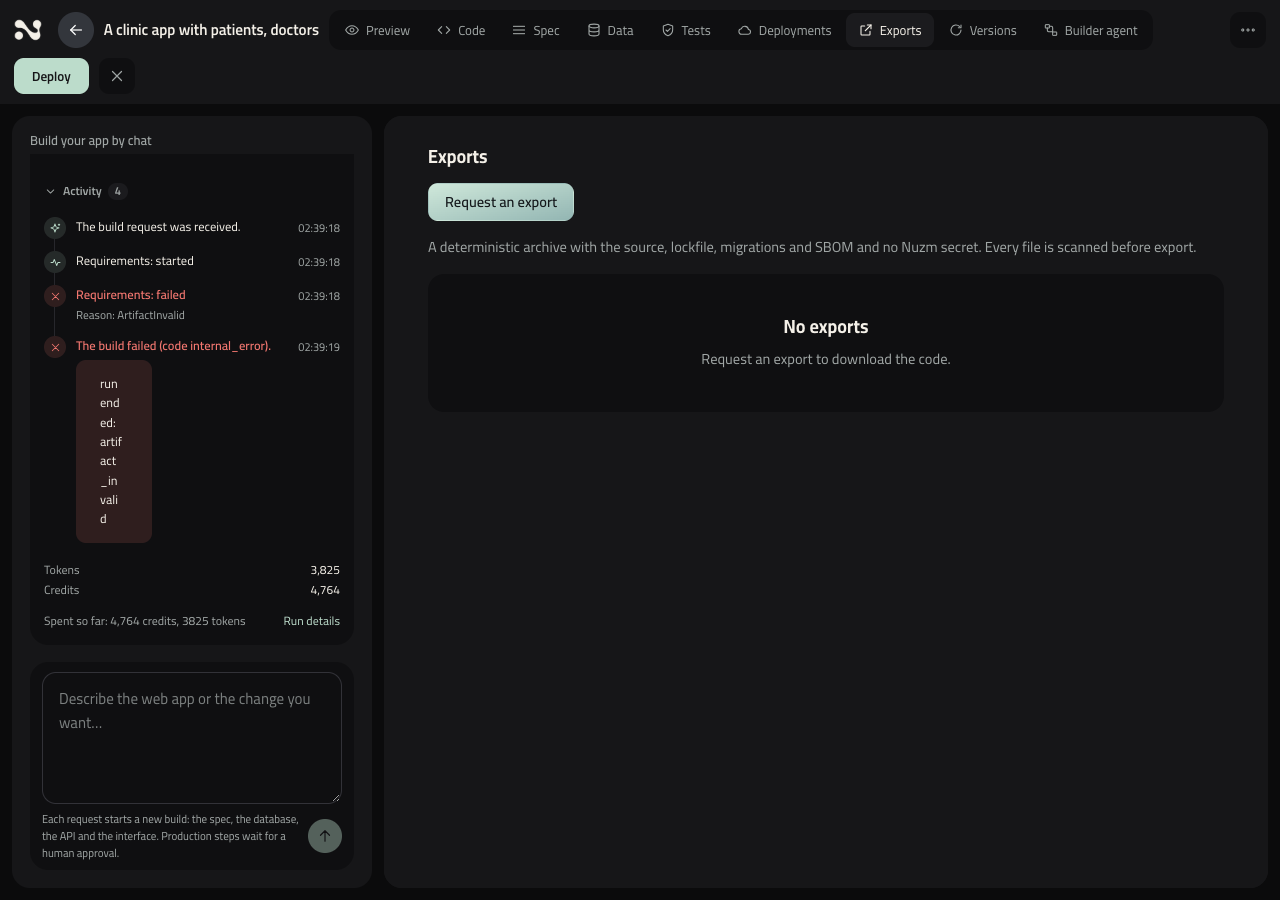 A clinic app with patients, doctors
Preview
Code
Spec
Data
Tests
Deployments
Exports
Versions
Builder agent
Deploy
Build your app by chat
Activity 4
The build request was received. 02:39:18
Requirements: started 02:39:18
Requirements: failed 02:39:18
Reason: ArtifactInvalid
The build failed (code internal_error). 02:39:19
run
end
ed:
artif
act
_in
vali
d
Tokens 3,825
Credits 4,764
Spent so far: 4,764 credits, 3825 tokens Run details
Describe the web app or the change you
want...
Each request starts a new build: the spec, the database,
the API and the interface. Production steps wait for a
human approval.
Exports
Request an export
A deterministic archive with the source, lockfile, migrations and SBOM and no Nuzm secret. Every file is scanned before export.
No exports
Request an export to download the code.